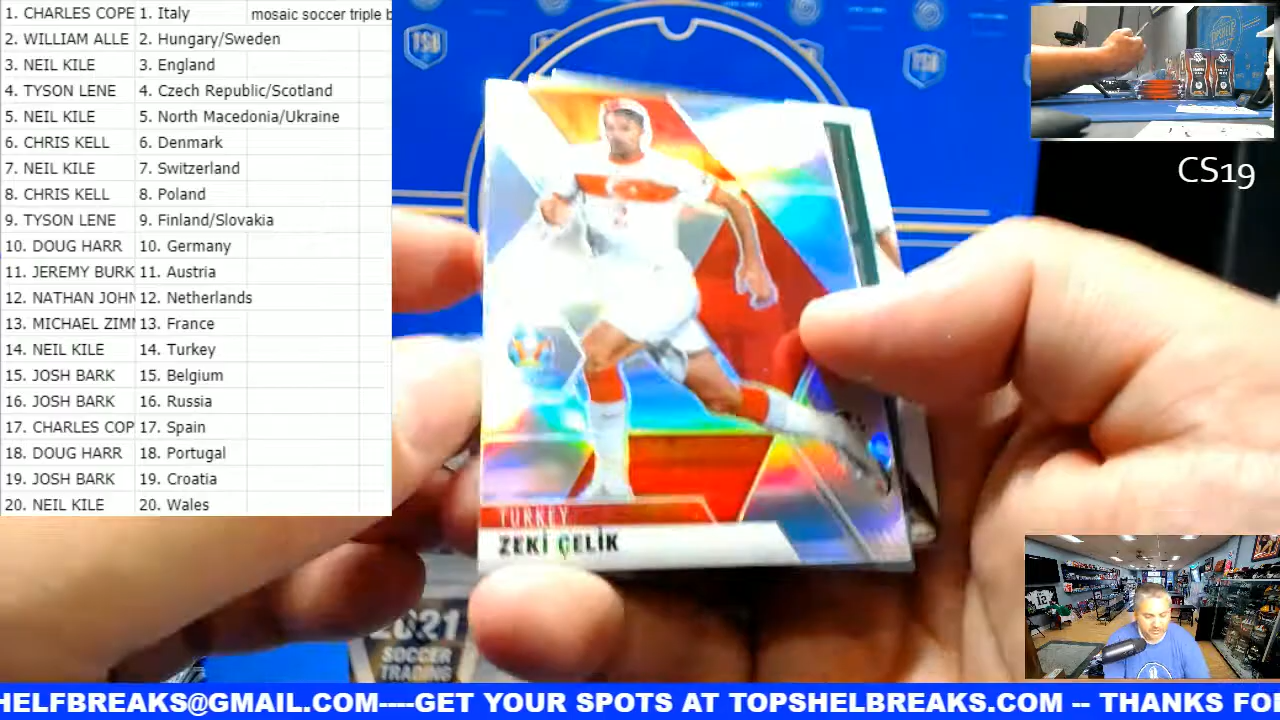 1. CHARLES COPE 1. Italy mosaic soccer triple b
2. WILLIAM ALLE 2. Hungary/Sweden
3. NEIL KILE 3. England
4. TYSON LENE 4. Czech Republic/Scotland
5. NEIL KILE 5. North Macedonia/Ukraine
6. CHRIS KELL 6. Denmark
7. NEIL KILE 7. Switzerland
8. CHRIS KELL 8. Poland
9. TYSON LENE 9. Finland/Slovakia
10. DOUG HARR 10. Germany
11. JEREMY BURK 11. Austria
12. NATHAN JOHN 12. Netherlands
13. MICHAEL ZIM 13. France
14. NEIL KILE 14. Turkey
15. JOSH BARK 15. Belgium
16. JOSH BARK 16. Russia
17. CHARLES COP 17. Spain
18. DOUG HARR 18. Portugal
19. JOSH BARK 19. Croatia
20. NEIL KILE 20. Wales
TSB
TSB
CS19
TURKEY
ZEKİ ÇELİK
2021
SOCCER
TRADING
HELFBREAKS@GMAIL.COM----GET YOUR SPOTS AT TOPSHELBREAKS.COM -- THANKS FO